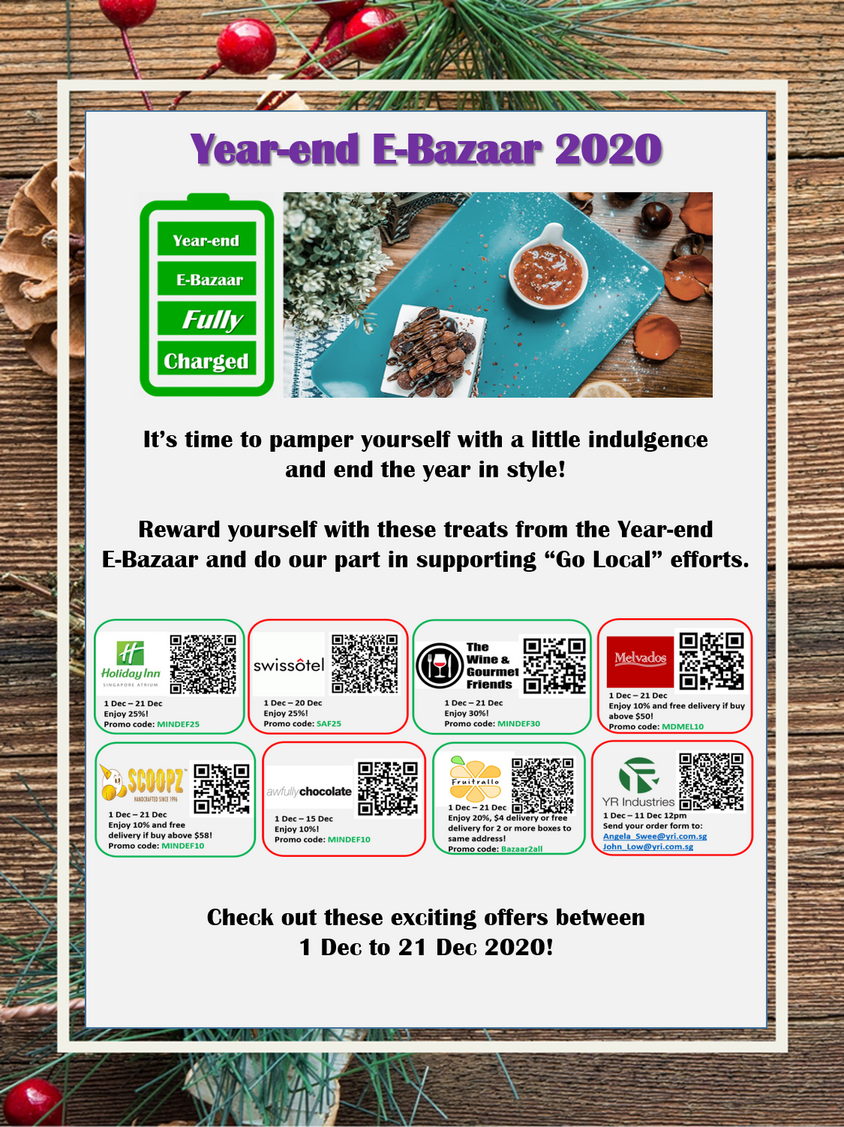 Year-end E-Bazaar 2020
Year-end
E-Bazaar
Fully
Charged
It's time to pamper yourself with a little indulgence
and end the year in style!
Reward yourself with these treats from the Year-end
E-Bazaar and do our part in supporting “Go Local” efforts.
H
Holiday Inn
SINGAPORE ATRIUM
1 Dec – 21 Dec
Enjoy 25%!
Promo code: MINDEF25
swissôtel
1 Dec – 20 Dec
Enjoy 25%!
Promo code: SAF25
The
Wine &
Gourmet
Friends
1 Dec – 21 Dec
Enjoy 30%!
Promo code: MINDEF30
Melvados
1 Dec – 21 Dec
Enjoy 10% and free delivery if buy
above $50!
Promo code: MDMEL10
SCOOPZ
HANDCRAFTED SINCE 1996
1 Dec – 21 Dec
Enjoy 10% and free
delivery if buy above $58!
Promo code: MINDEF10
awfullychocolate
1 Dec – 15 Dec
Enjoy 10%!
Promo code: MINDEF10
Fruitrallo
1 Dec – 21 Dec
Enjoy 20%, $4 delivery or free
delivery for 2 or more boxes to
same address!
Promo code: Bazaar2all
YR Industries
1 Dec – 11 Dec 12pm
Send your order form to:
Angela_Swee@yri.com.sg
John_Low@yri.com.sg
Check out these exciting offers between
1 Dec to 21 Dec 2020!